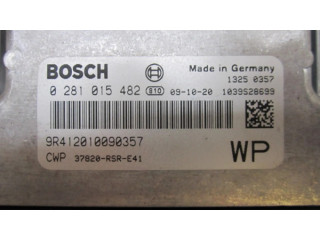 BOSCH Made in Germany
1325 0357
0 281 015 482 S10 09-10-20 1039S28699
9R412010090357
CWP 37820-RSR-E41 WP